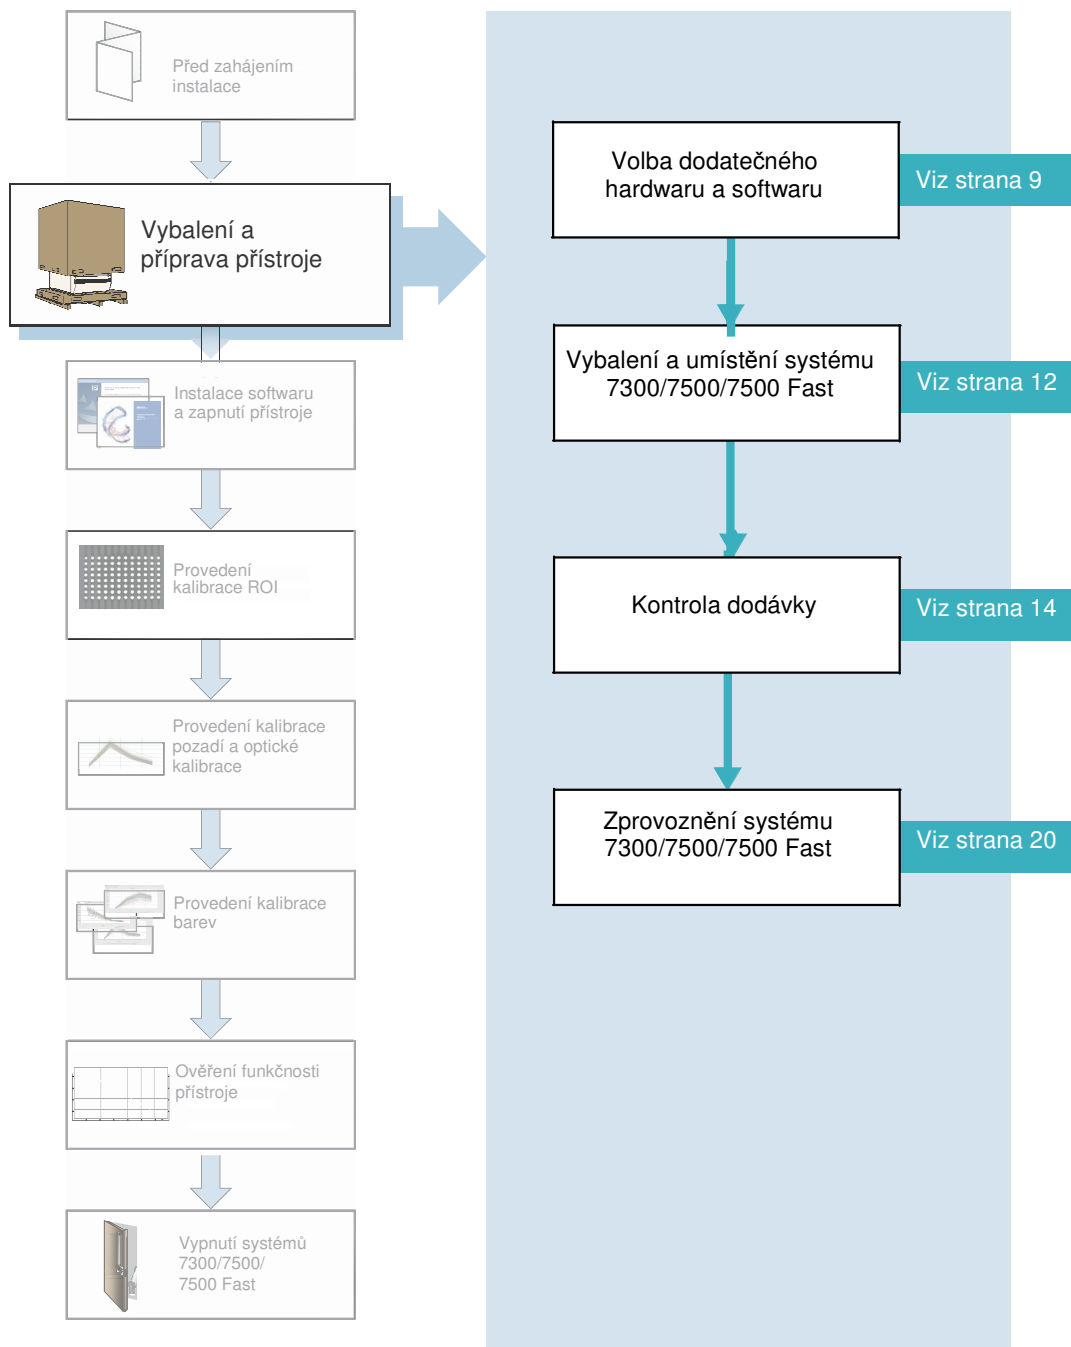 Před zahájením
instalace
Vybalení a
příprava přístroje
Instalace softwaru
a zapnutí přístroje
Provedení
kalibrace ROI
Provedení kalibrace
pozadí a optické
kalibrace
Provedení kalibrace
barev
Ověření funkčnosti
přístroje
Vypnutí systémů
7300/7500/
7500 Fast
Volba dodatečného
hardwaru a softwaru
Viz strana 9
Vybalení a umístění systému
7300/7500/7500 Fast
Viz strana 12
Kontrola dodávky
Viz strana 14
Zprovoznění systému
7300/7500/7500 Fast
Viz strana 20